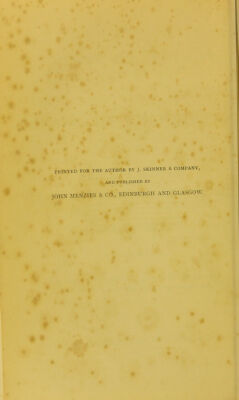 PRINTED FOR THE AUTHOR BY J. SKINNER & COMPANY,
AND PUBLISHED BY
JOHN MENZIES & CO., EDINBURGH AND GLASGOW.